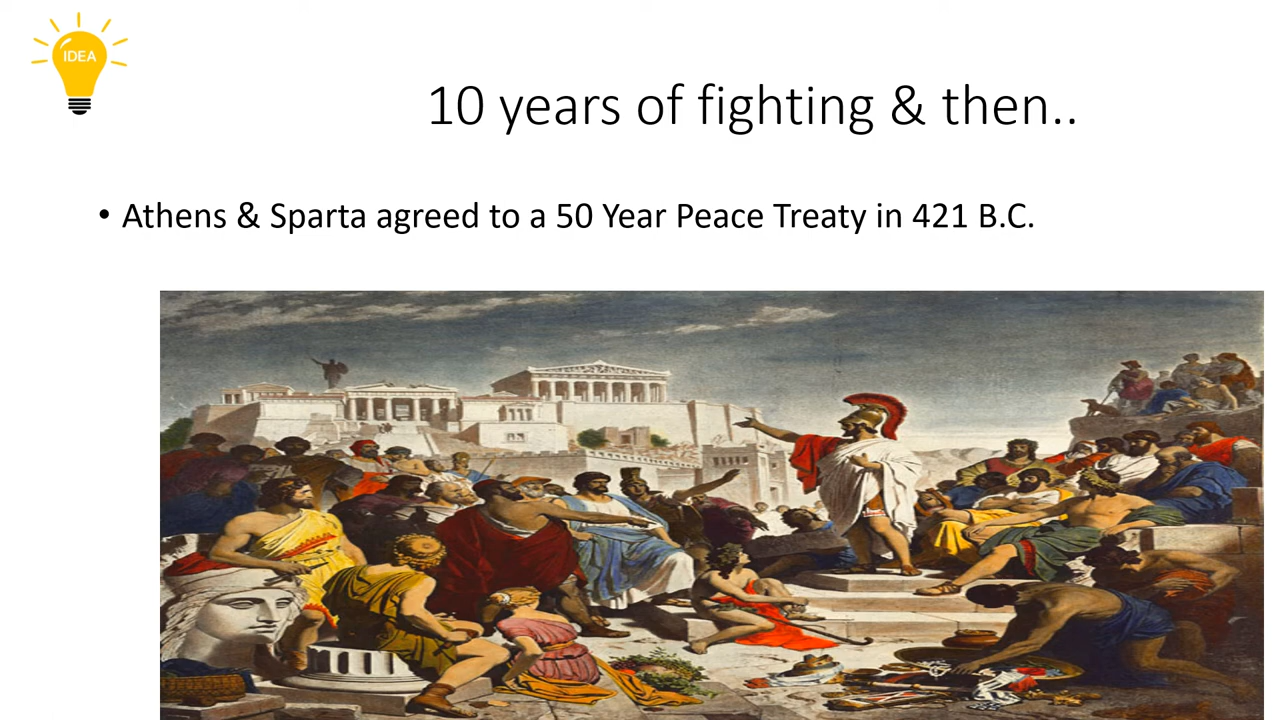 IDEA
10 years of fighting & then..
• Athens & Sparta agreed to a 50 Year Peace Treaty in 421 B.C.